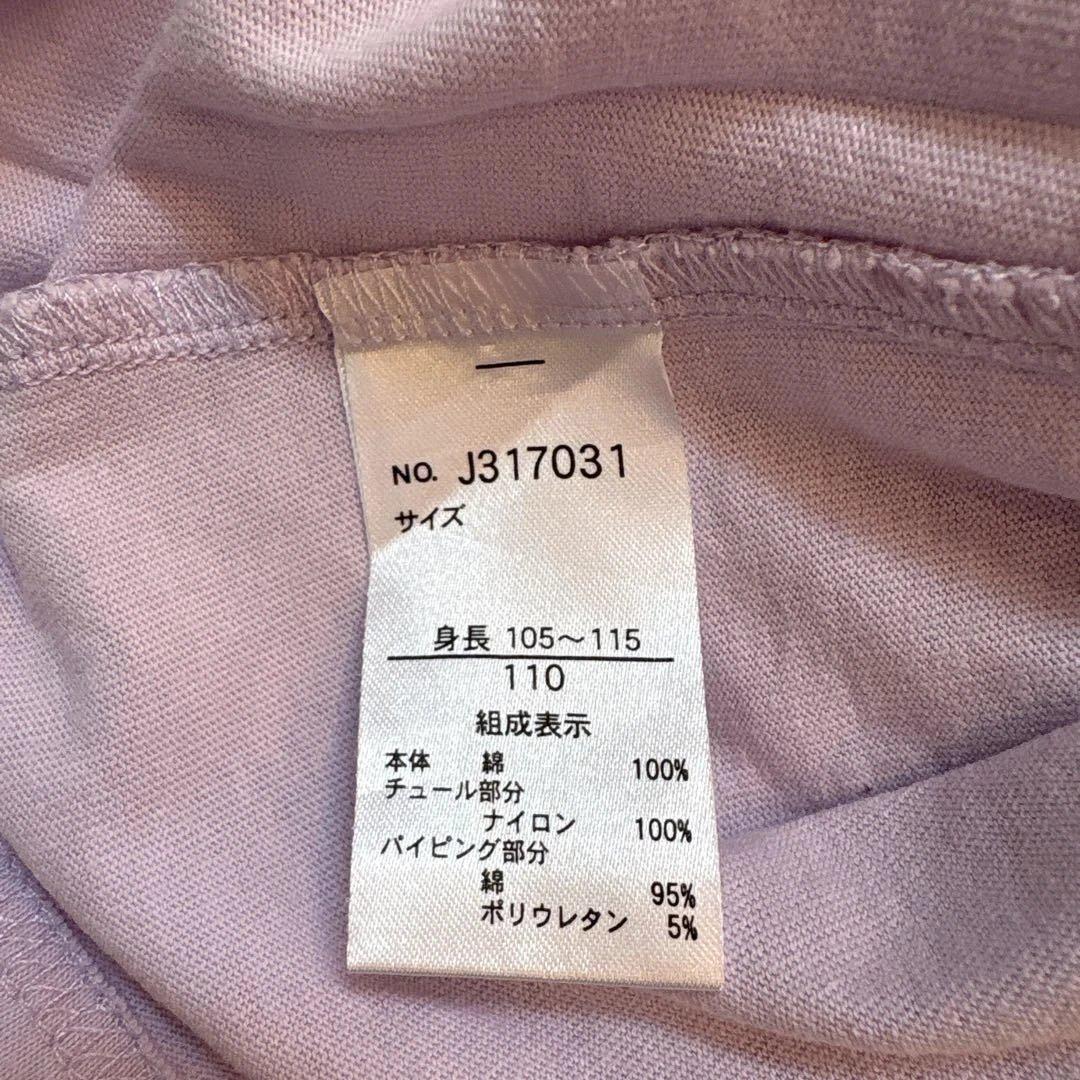 NO. J317031
サイズ
身長 105〜115
110
組成表示
本体 綿 100%
チュール部分
ナイロン 100%
パイピング部分
綿 95%
ポリウレタン 5%